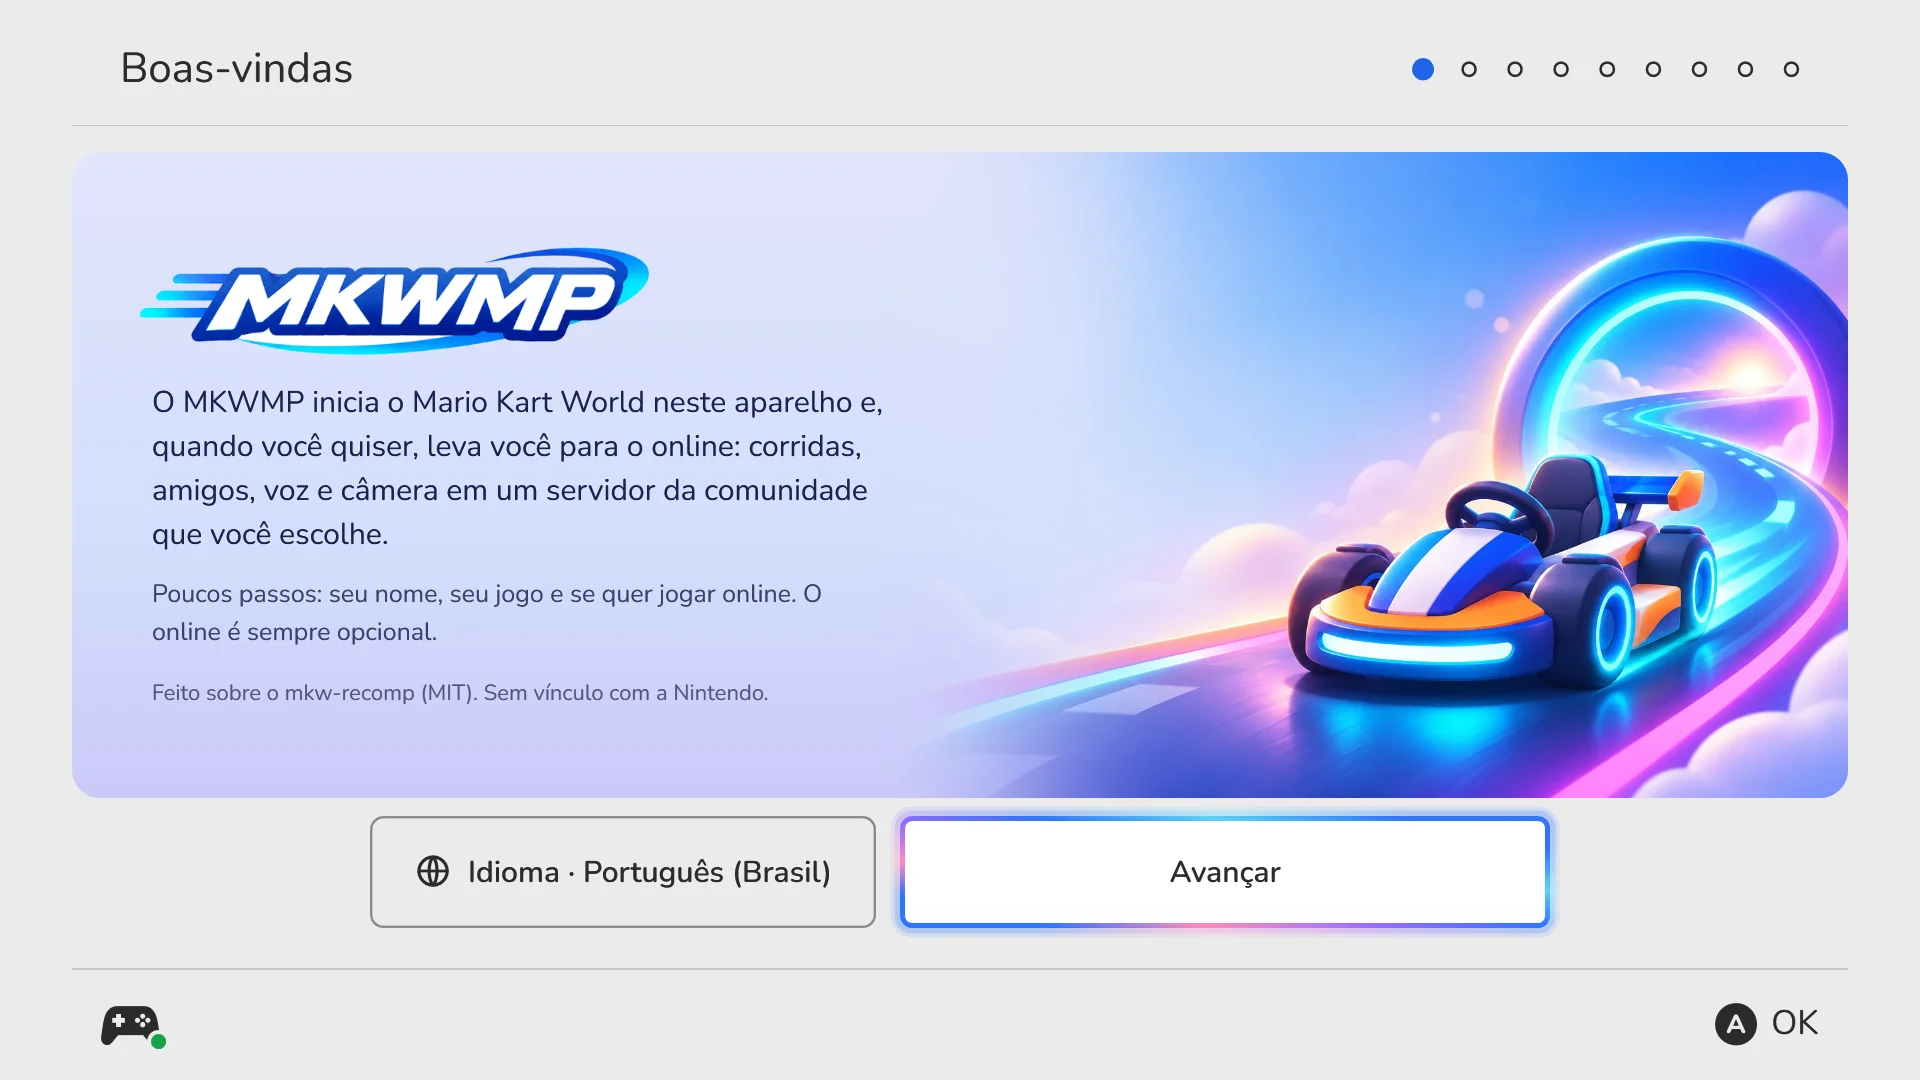 Boas-vindas
MKWMP
O MKWMP inicia o Mario Kart World neste aparelho e,
quando você quiser, leva você para o online: corridas,
amigos, voz e câmera em um servidor da comunidade
que você escolhe.
Poucos passos: seu nome, seu jogo e se quer jogar online. O
online é sempre opcional.
Feito sobre o mkw-recomp (MIT). Sem vínculo com a Nintendo.
Idioma · Português (Brasil)
Avançar
A OK